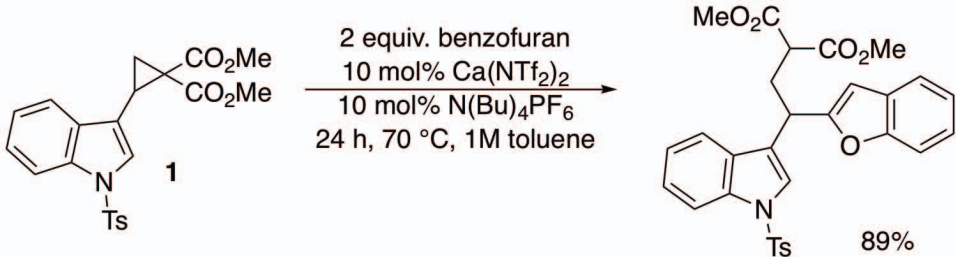 CO₂Me
CO₂Me
N
Ts
1
2 equiv. benzofuran
10 mol% Ca(NTf₂)₂
10 mol% N(Bu)₄PF₆
24 h, 70 °C, 1M toluene
MeO₂C
CO₂Me
O
N
Ts
89%